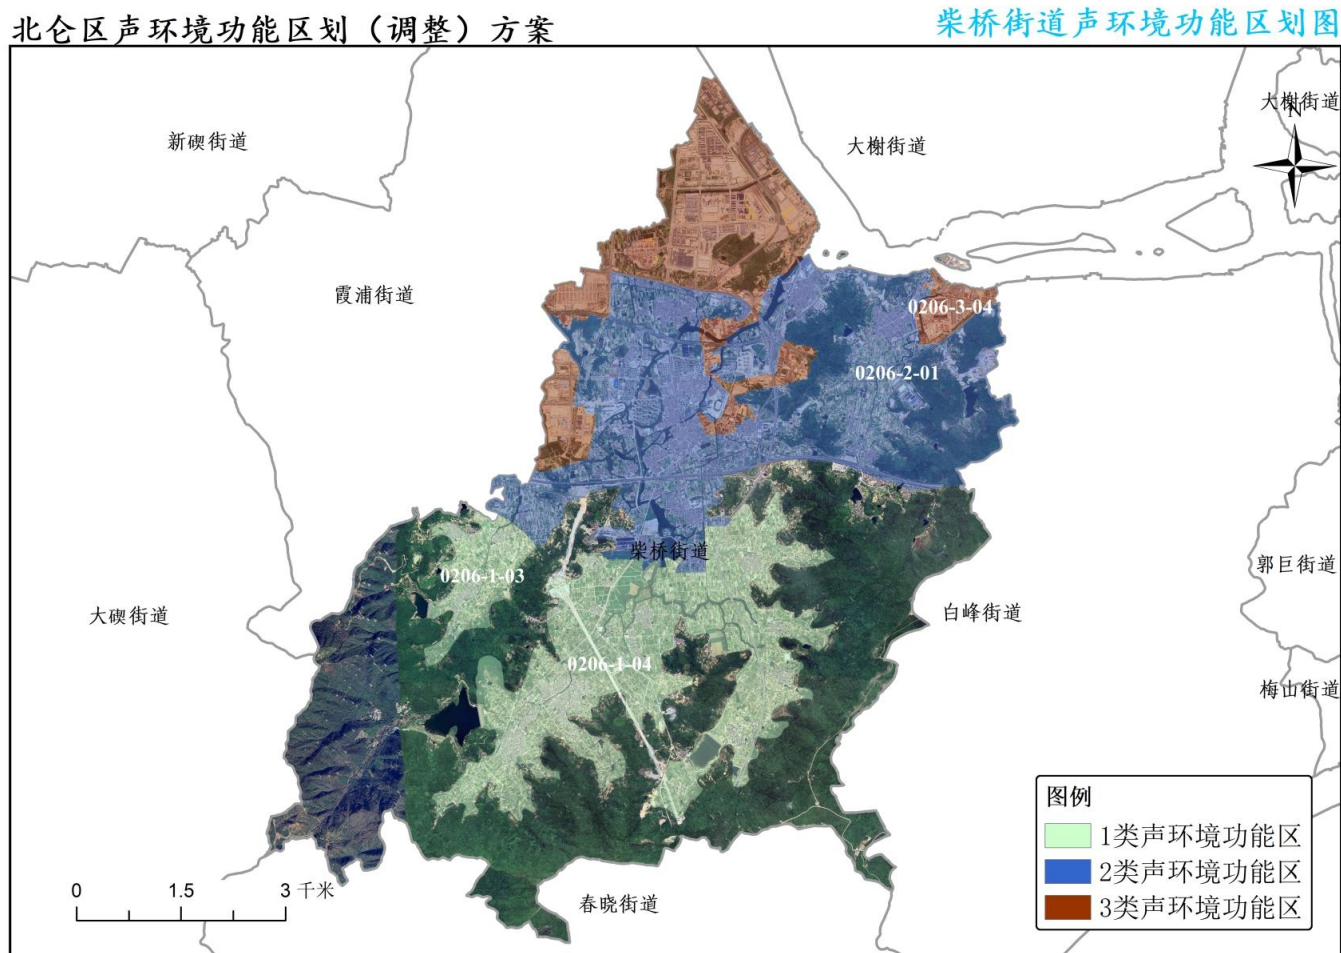 北仑区声环境功能区划（调整）方案
柴桥街道声环境功能区划图
大榭街道
N
新碶街道
大榭街道
霞浦街道
0206-3-04
0206-2-01
柴桥街道
郭巨街道
0206-1-03
大碶街道
白峰街道
0206-1-04
梅山街道
图例
1类声环境功能区
2类声环境功能区
3类声环境功能区
0 1.5 3 千米
春晓街道